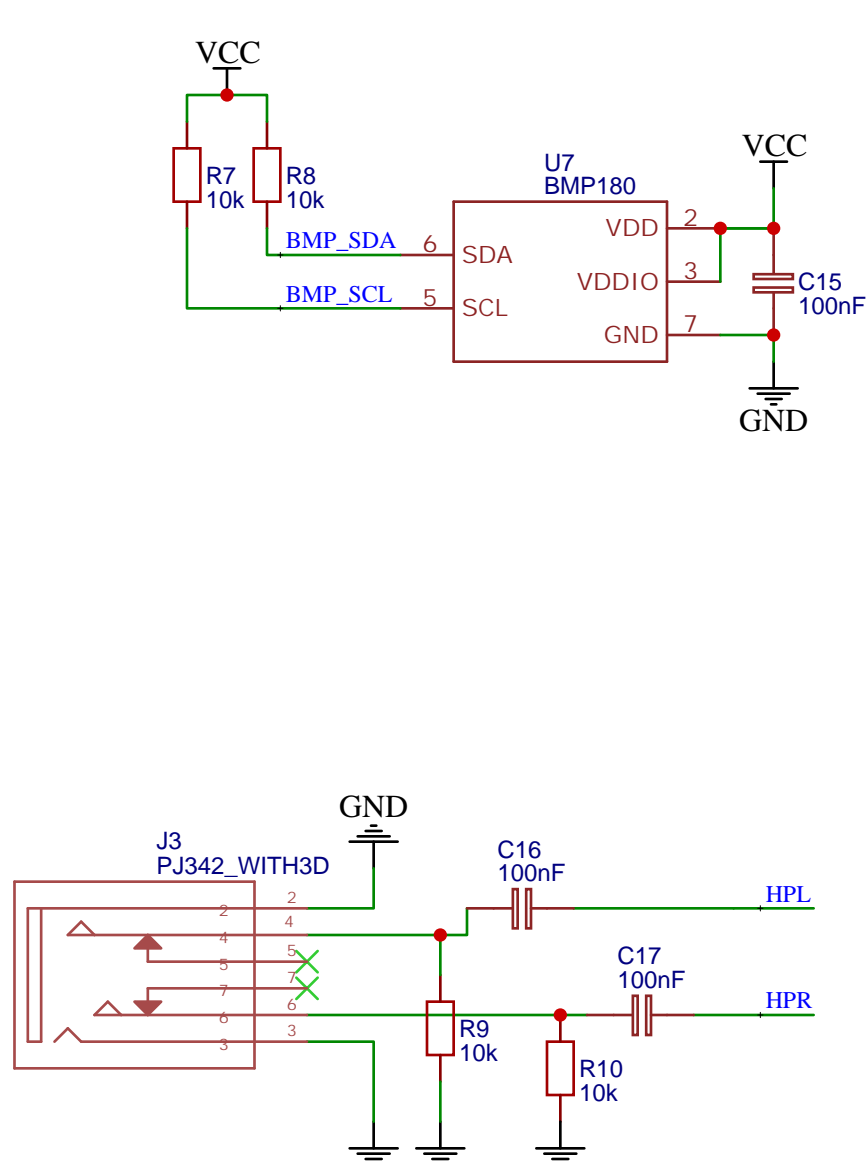 VCC
R7
10k
R8
10k
BMP_SDA
BMP_SCL
6
5
U7
BMP180
SDA
SCL
VDD
VDDIO
GND
2
3
7
VCC
C15
100nF
GND
GND
J3
PJ342_WITH3D
2
4
5
7
6
3
2
4
5
7
6
3
C16
100nF
HPL
C17
100nF
HPR
R9
10k
R10
10k